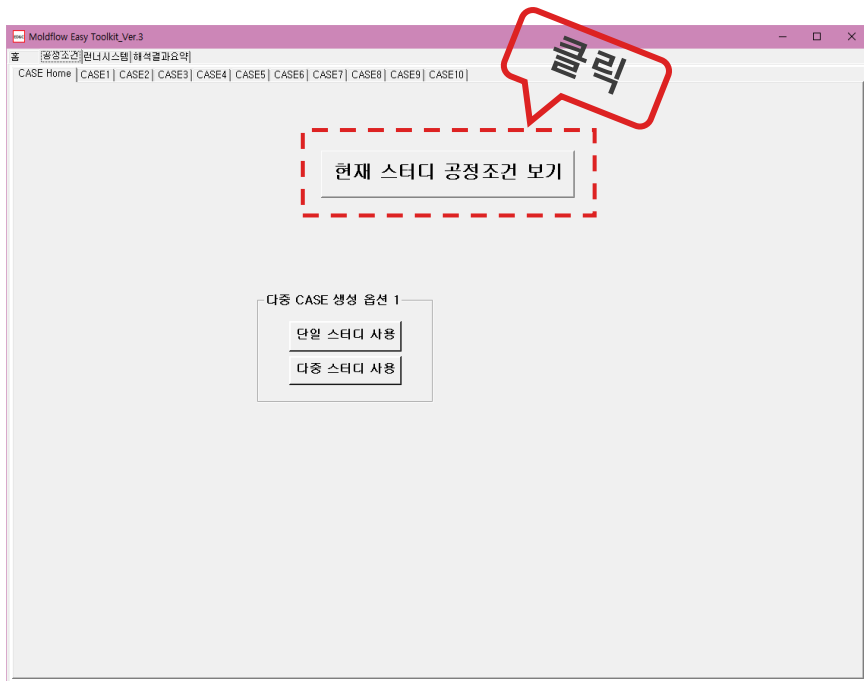 Moldflow Easy Toolkit_Ver.3
홈 공정조건 런너시스템 해석결과요약
CASE Home CASE1 CASE2 CASE3 CASE4 CASE5 CASE6 CASE7 CASE8 CASE9 CASE10
클릭
현재 스터디 공정조건 보기
다중 CASE 생성 옵션 1
단일 스터디 사용
다중 스터디 사용